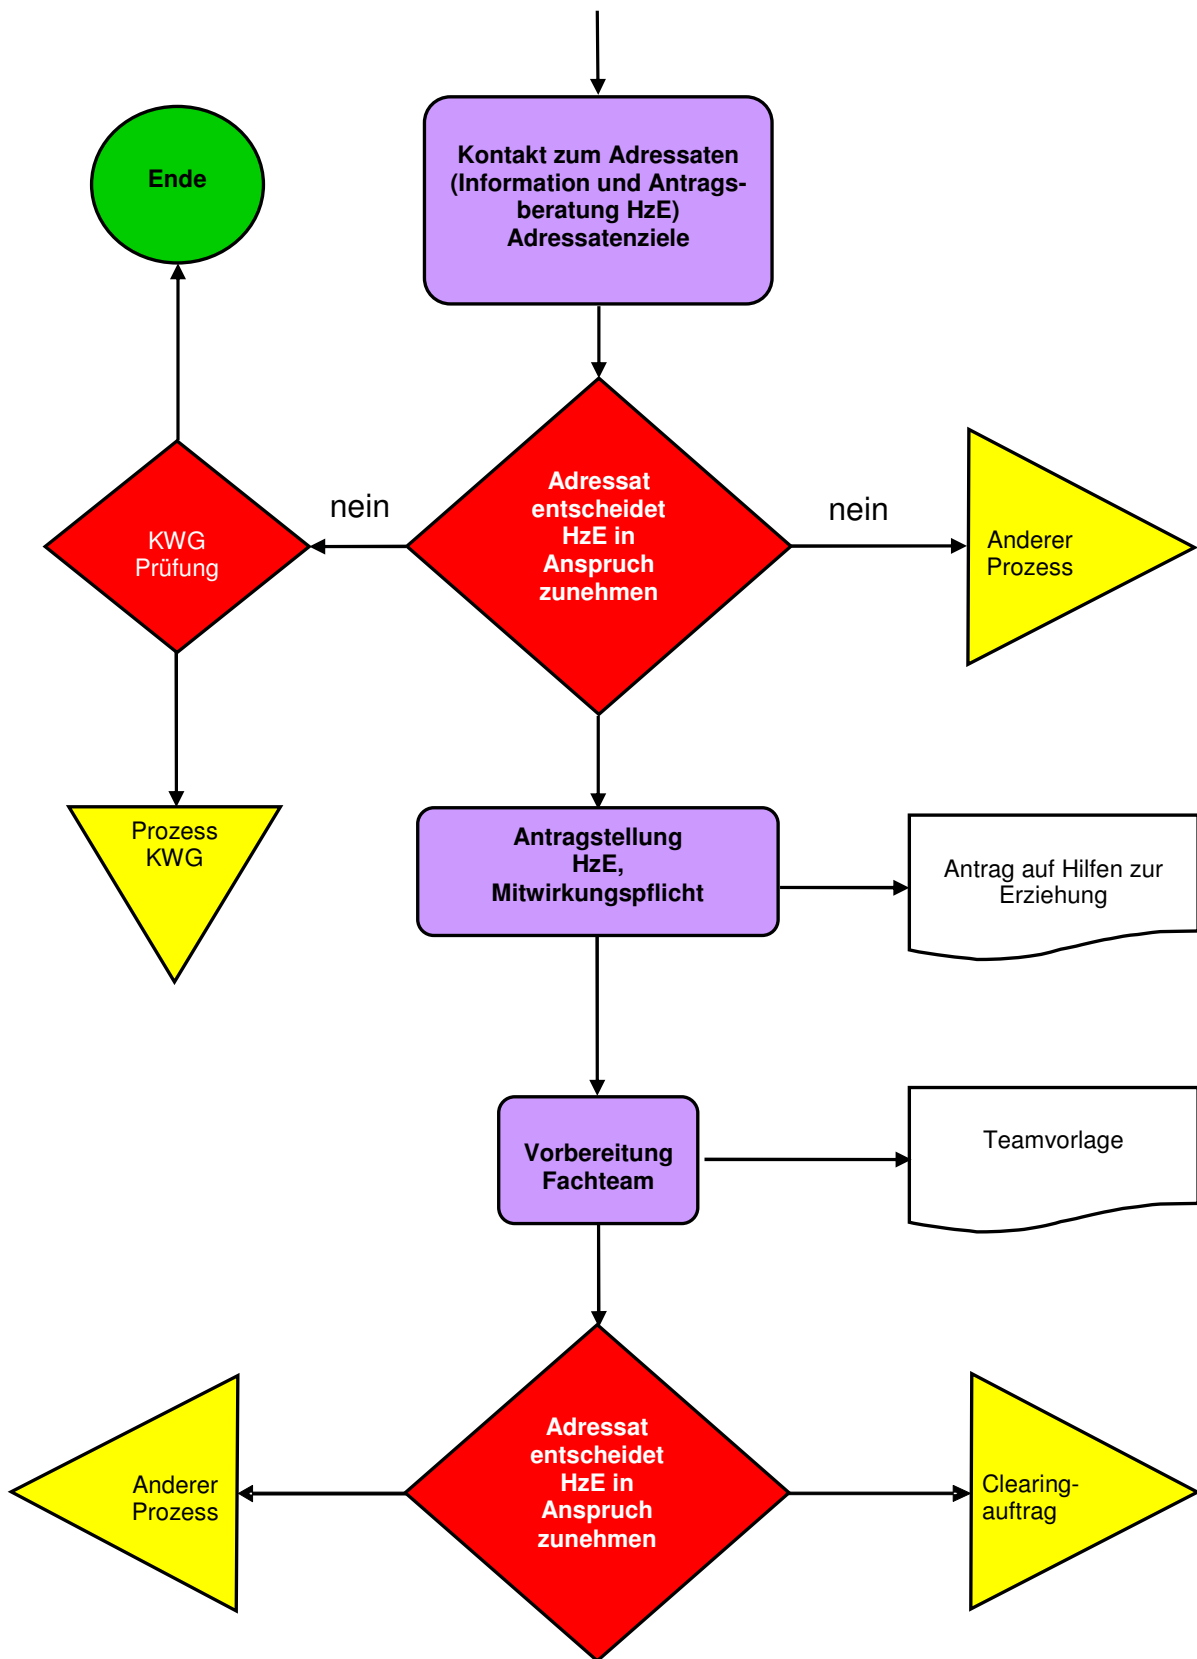 Ende
Kontakt zum Adressaten
(Information und Antrags-
beratung HzE)
Adressatenziele
Adressat
entscheidet
HzE in
Anspruch
zunehmen
nein
nein
KWG
Prüfung
Anderer
Prozess
Prozess
KWG
Antragstellung
HzE,
Mitwirkungspflicht
Antrag auf Hilfen zur
Erziehung
Vorbereitung
Fachteam
Teamvorlage
Adressat
entscheidet
HzE in
Anspruch
zunehmen
Anderer
Prozess
Clearing-
auftrag